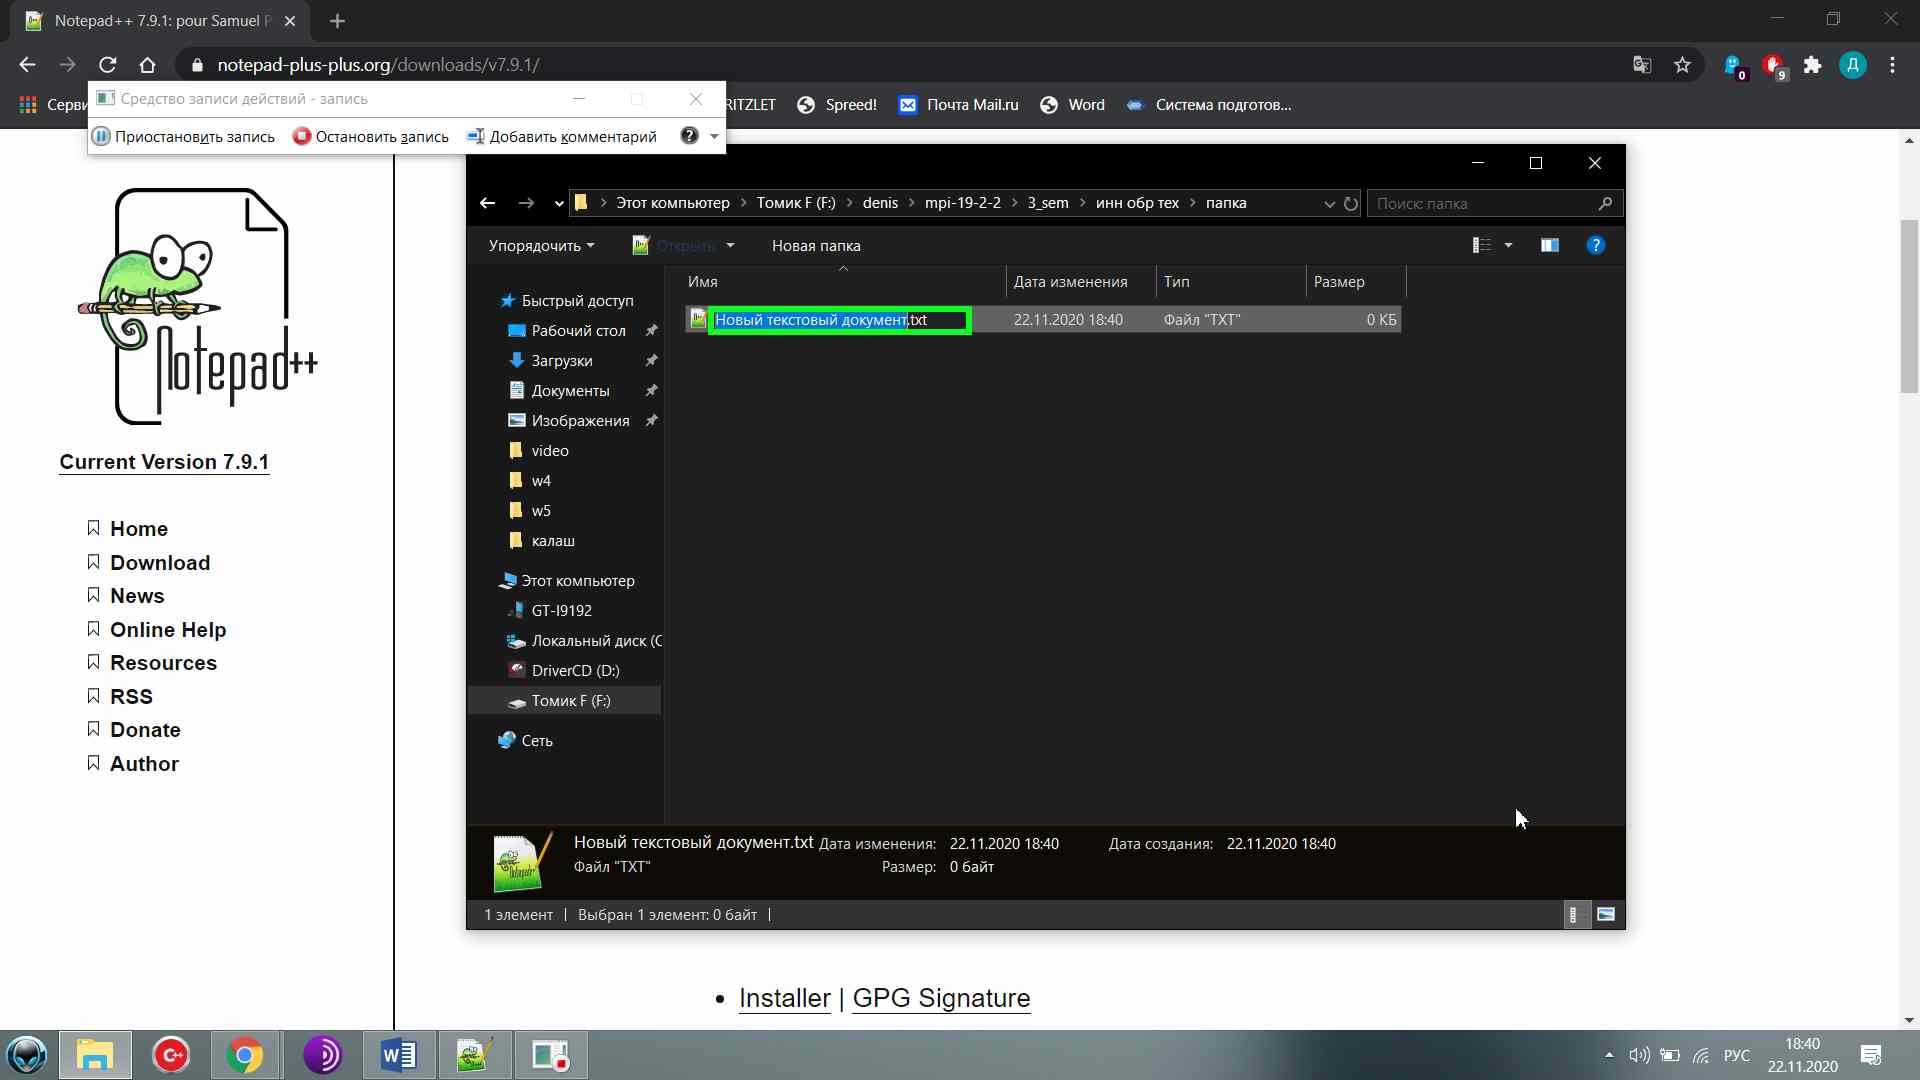 Notepad++ 7.9.1: pour Samuel P
notepad-plus-plus.org/downloads/v7.9.1/
0
9
Д
Серви
RITZLET
Spreed!
Почта Mail.ru
Word
Система подготов...
Средство записи действий - запись
Приостановить запись
Остановить запись
Добавить комментарий
Notepad++
Current Version 7.9.1
Home
Download
News
Online Help
Resources
RSS
Donate
Author
Этот компьютер
Томик F (F:)
denis
mpi-19-2-2
3_sem
инн обр тех
папка
Поиск: папка
Упорядочить
Открыть
Новая папка
Имя
Дата изменения
Тип
Размер
Новый текстовый документ.txt
22.11.2020 18:40
Файл "TXT"
0 КБ
Быстрый доступ
Рабочий стол
Загрузки
Документы
Изображения
video
w4
w5
калаш
Этот компьютер
GT-I9192
Локальный диск (C
DriverCD (D:)
Томик F (F:)
Сеть
Новый текстовый документ.txt
Дата изменения: 22.11.2020 18:40
Дата создания: 22.11.2020 18:40
Файл "TXT"
Размер: 0 байт
1 элемент
Выбран 1 элемент: 0 байт
Installer | GPG Signature
РУС
18:40
22.11.2020